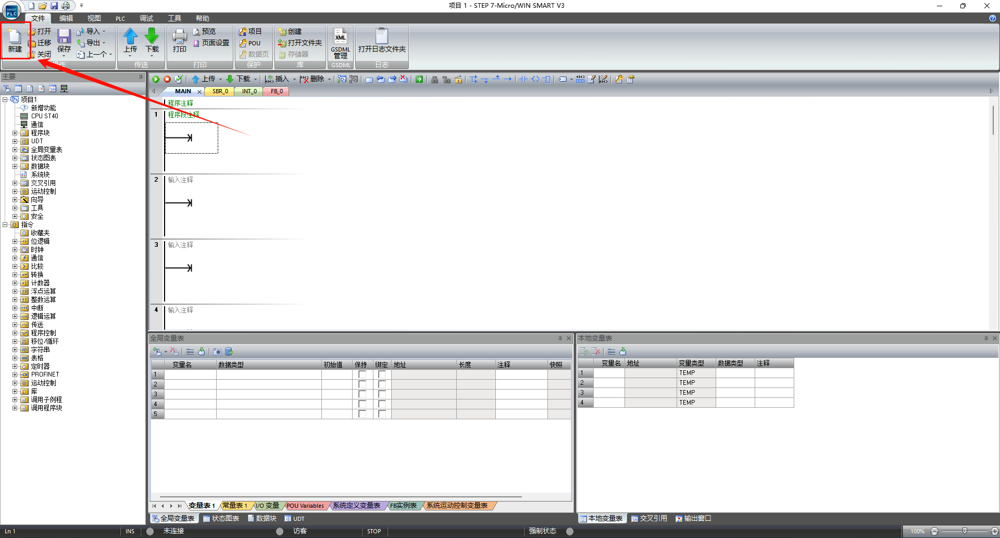 SMART
PLC
项目 1 - STEP 7-Micro/WIN SMART V3
文件 编辑 视图 PLC 调试 工具 帮助
新建 打开 迁移 关闭 保存 导入 导出 上一个
操作
上传 下载
传送
打印 预览 页面设置
打印
项目 POU 数据页
保护
创建 打开文件夹 存储器
库
XML
GSDML
管理
GSDML
打开日志文件夹
日志
主要
项目1
新增功能
CPU ST40
通信
程序块
UDT
全局变量表
状态图表
数据块
系统块
交叉引用
运动控制
向导
工具
安全
指令
收藏夹
位逻辑
时钟
通信
比较
转换
计数器
浮点运算
整数运算
中断
逻辑运算
传送
程序控制
移位/循环
字符串
表格
定时器
PROFINET
运动控制
库
调用子例程
调用程序块
上传 下载 插入 删除
MAIN SBR_0 INT_0 FB_0
程序注释
1 程序段注释
2 输入注释
3 输入注释
4 输入注释
全局变量表
变量名 数据类型 初始值 保持 绑定 地址 长度 注释 快照
1
2
3
4
5
变量表 1 常量表 1 I/O 变量 POU Variables 系统定义变量表 FB实例表 系统运动控制变量表
全局变量表 状态图表 数据块 UDT
本地变量表
变量名 地址 变量类型 数据类型 注释
1 TEMP
2 TEMP
3 TEMP
4 TEMP
本地变量表 交叉引用 输出窗口
Ln 1 INS 未连接 访客 STOP 强制状态 100%